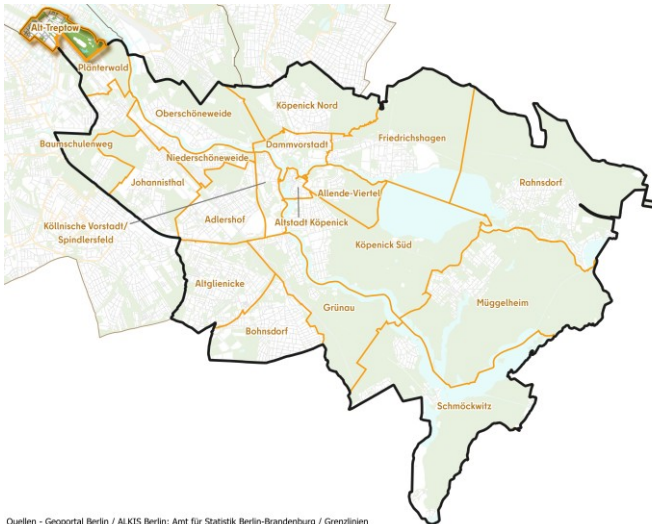 Alt-Treptow
Plänterwald
Oberschöneweide
Köpenick Nord
Dammvorstadt
Friedrichshagen
Baumschulenweg
Niederschöneweide
Johannisthal
Allende-Viertel
Rahnsdorf
Adlershof
Altstadt Köpenick
Köllnische Vorstadt/
Spindlersfeld
Köpenick Süd
Altglienicke
Grünau
Müggelheim
Bohnsdorf
Schmöckwitz
Quellen - Geoportal Berlin / ALKIS Berlin; Amt für Statistik Berlin-Brandenburg / Grenzlinien